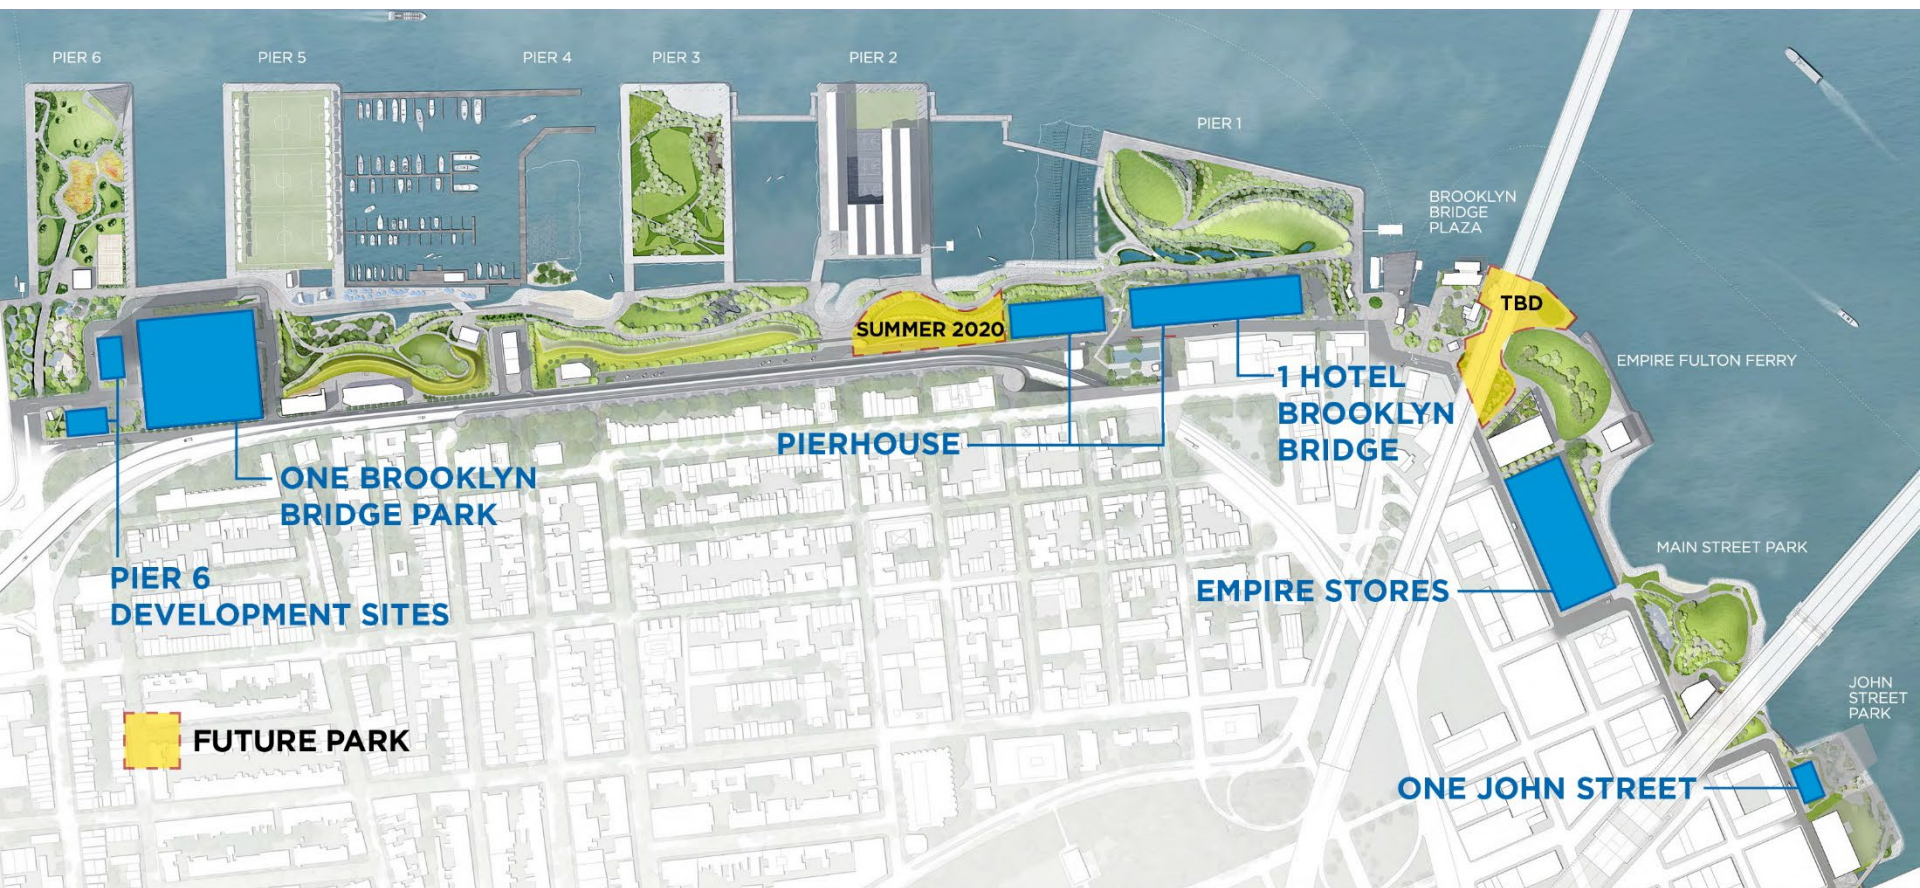 PIER 6
PIER 5
PIER 4
PIER 3
PIER 2
PIER 1
BROOKLYN
BRIDGE
PLAZA
TBD
SUMMER 2020
EMPIRE FULTON FERRY
1 HOTEL
BROOKLYN
BRIDGE
PIERHOUSE
ONE BROOKLYN
BRIDGE PARK
MAIN STREET PARK
PIER 6
DEVELOPMENT SITES
EMPIRE STORES
JOHN
STREET
PARK
FUTURE PARK
ONE JOHN STREET